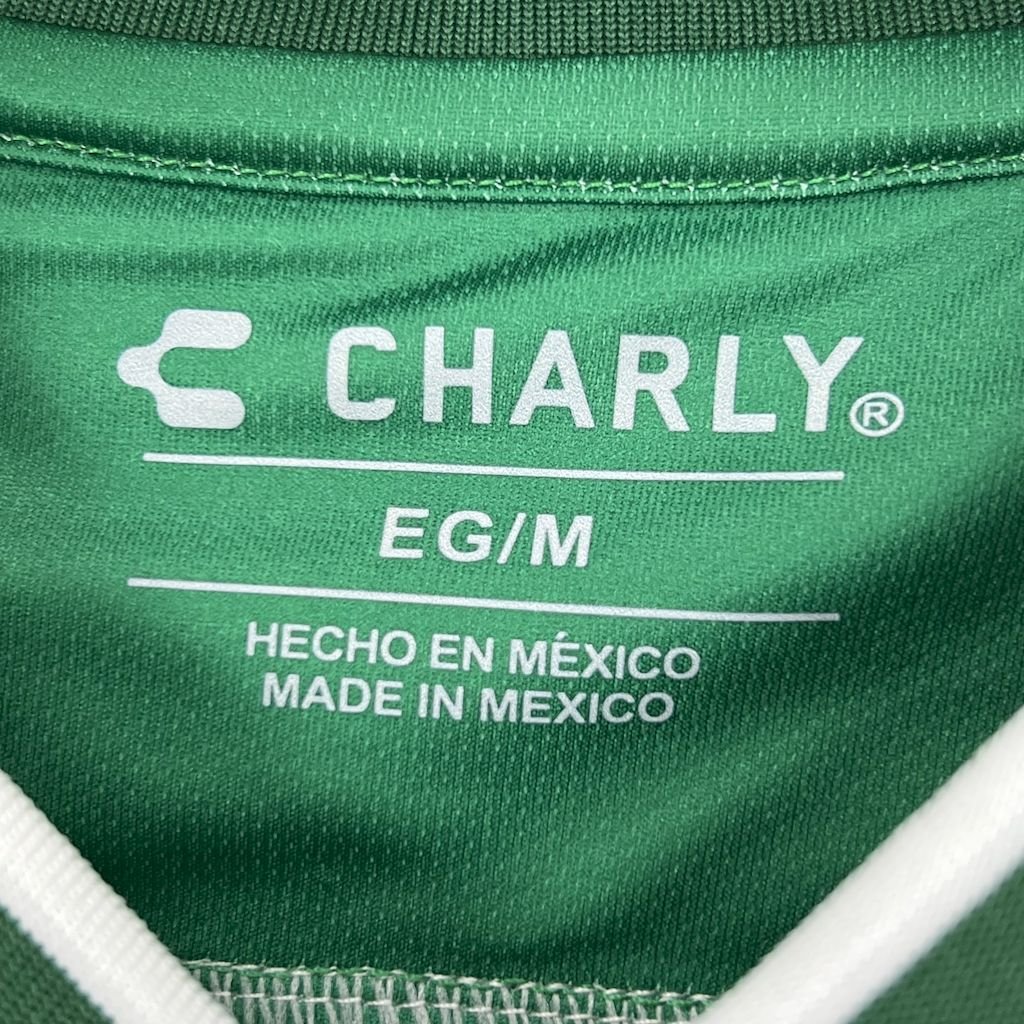 CHARLY®
EG/M
HECHO EN MÉXICO
MADE IN MEXICO